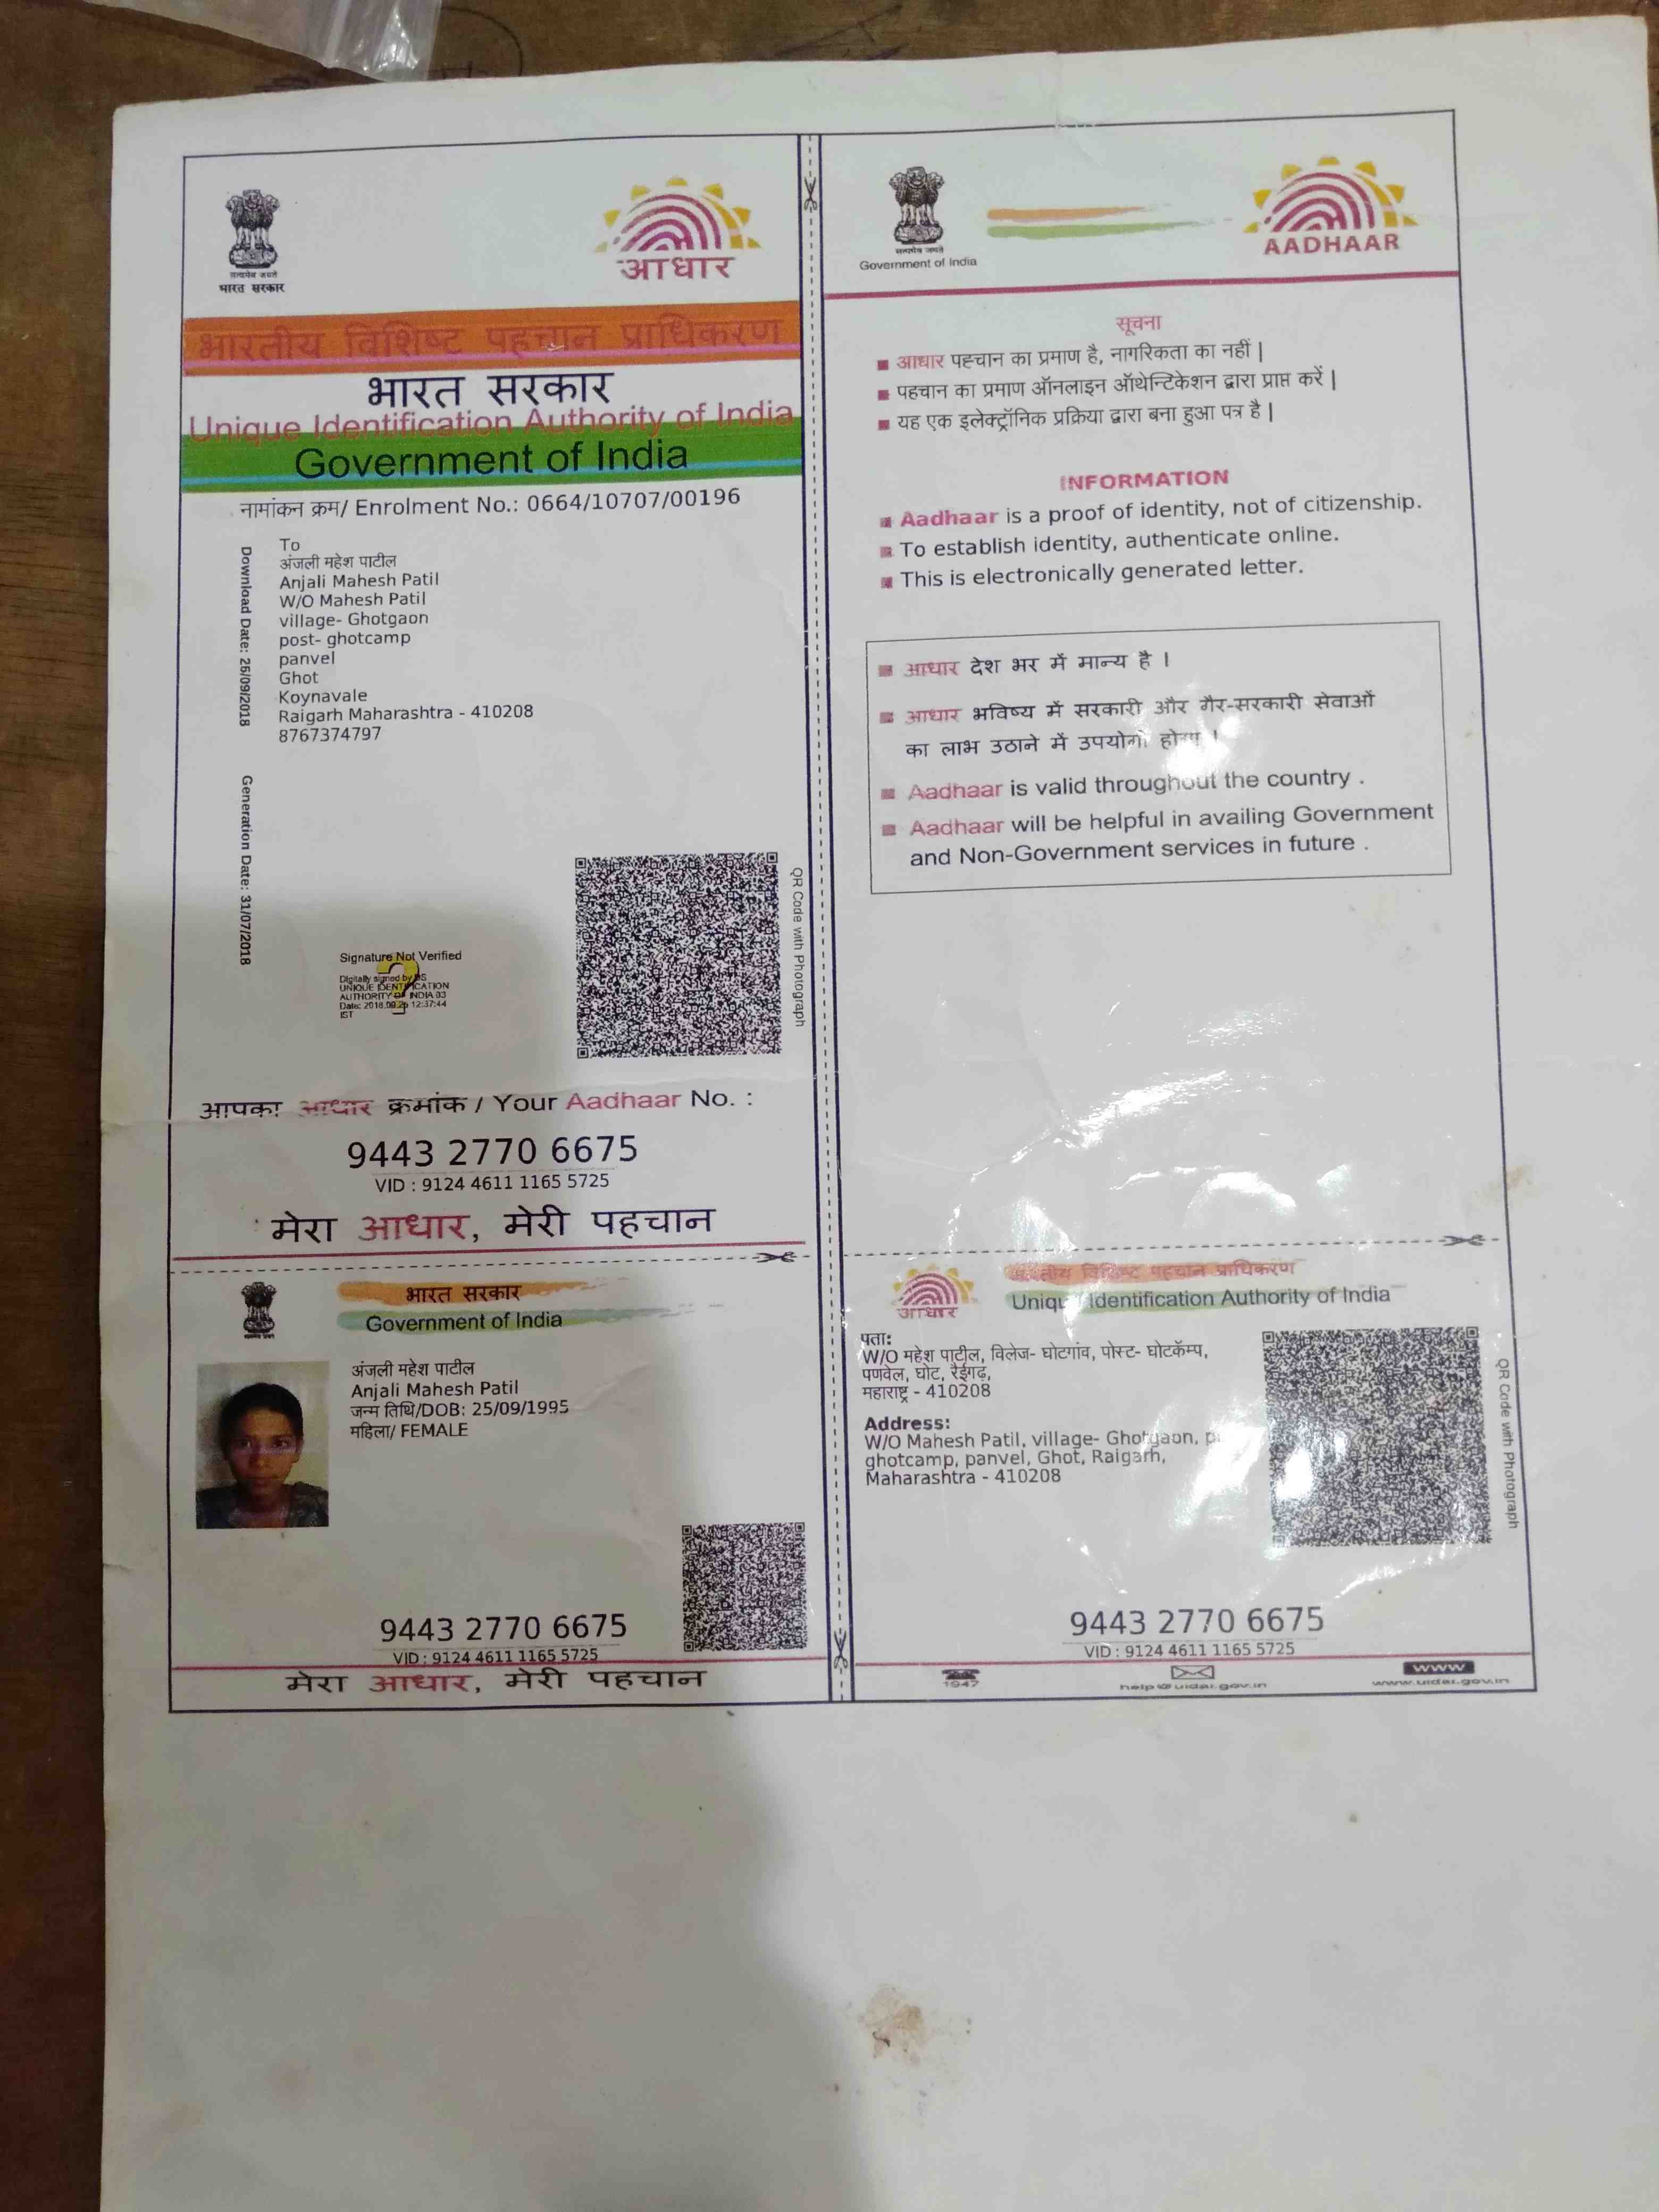 सत्यमेव जयते
भारत सरकार
आधार
भारतीय विशिष्ट पहचान प्राधिकरण
भारत सरकार
Unique Identification Authority of India
Government of India
नामांकन क्रम/ Enrolment No.: 0664/10707/00196
Download Date: 25/09/2018
Generation Date: 31/07/2018
To
अंजली महेश पाटील
Anjali Mahesh Patil
W/O Mahesh Patil
village- Ghotgaon
post- ghotcamp
panvel
Ghot
Koynavale
Raigarh Maharashtra - 410208
8767374797
Signature Not Verified
Digitally signed by DS
UNIQUE IDENTIFICATION
AUTHORITY OF INDIA 03
Date: 2018.09.25 12:37:44
IST
QR Code with Photograph
आपका आधार क्रमांक / Your Aadhaar No. :
9443 2770 6675
VID : 9124 4611 1165 5725
मेरा आधार, मेरी पहचान
भारत सरकार
Government of India
अंजली महेश पाटील
Anjali Mahesh Patil
जन्म तिथि/DOB: 25/09/1995
महिला/ FEMALE
9443 2770 6675
VID : 9124 4611 1165 5725
मेरा आधार, मेरी पहचान
सत्यमेव जयते
Government of India
AADHAAR
सूचना
आधार पहचान का प्रमाण है, नागरिकता का नहीं |
पहचान का प्रमाण ऑनलाइन ऑथेन्टिकेशन द्वारा प्राप्त करें |
यह एक इलेक्ट्रॉनिक प्रक्रिया द्वारा बना हुआ पत्र है |
INFORMATION
Aadhaar is a proof of identity, not of citizenship.
To establish identity, authenticate online.
This is electronically generated letter.
आधार देश भर में मान्य है ।
आधार भविष्य में सरकारी और गैर-सरकारी सेवाओं
का लाभ उठाने में उपयोगी होगा ।
Aadhaar is valid throughout the country .
Aadhaar will be helpful in availing Government
and Non-Government services in future .
आधार
भारतीय विशिष्ट पहचान प्राधिकरण
Unique Identification Authority of India
पता:
W/O महेश पाटील, विलेज- घोटगांव, पोस्ट- घोटकॅम्प,
पणवेल, घोट, रैईगढ़,
महाराष्ट्र - 410208
Address:
W/O Mahesh Patil, village- Ghotgaon,
ghotcamp, panvel, Ghot, Raigarh,
Maharashtra - 410208
QR Code with Photograph
9443 2770 6675
VID : 9124 4611 1165 5725
1947
help@uidai.gov.in
www
www.uidai.gov.in